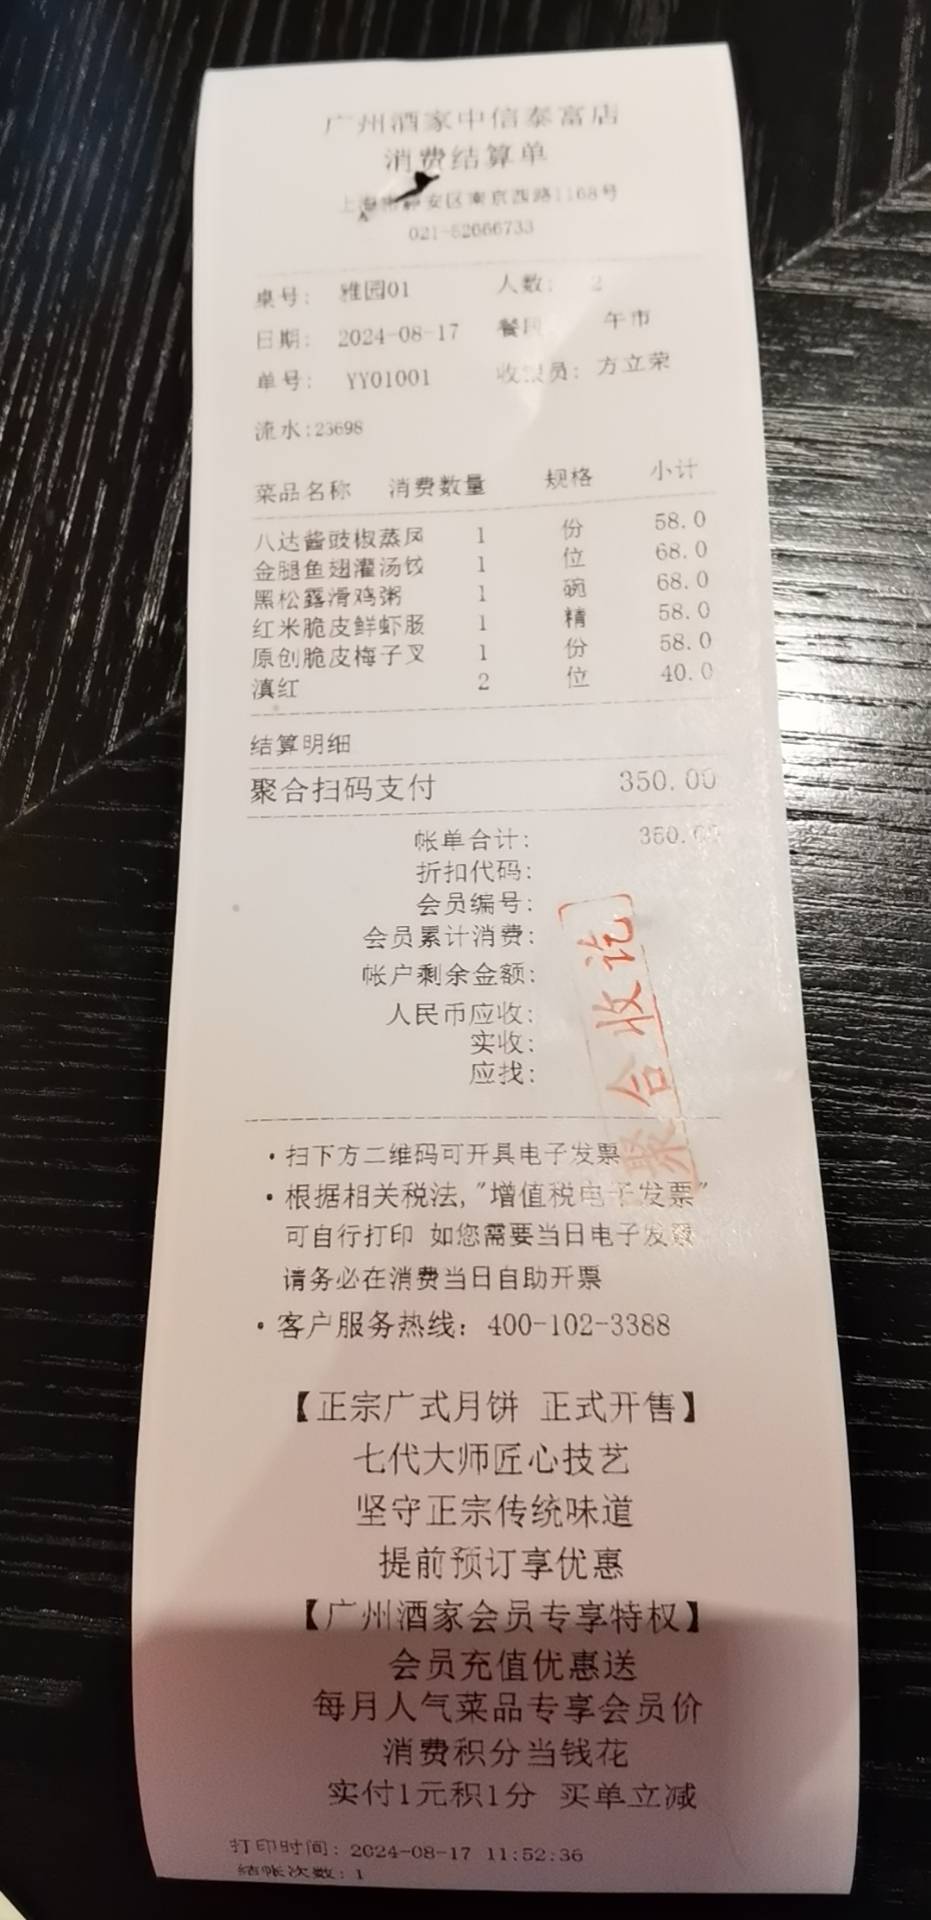 广州酒家中信泰富店
消费结算单
上海市静安区南京西路1168号
021-52666733
桌号： 雅园01 人数： 2
日期： 2024-08-17 餐 午市
单号： YY01001 收银员：方立荣
流水:23698
菜品名称 消费数量 规格 小计
八达酱豉椒蒸凤 1 份 58.0
金腿鱼翅灌汤饺 1 位 68.0
黑松露滑鸡粥 1 碗 68.0
红米脆皮鲜虾肠 1 精 58.0
原创脆皮梅子叉 1 份 58.0
滇红 2 位 40.0
结算明细
聚合扫码支付 350.00
帐单合计： 350.00
折扣代码：
会员编号：
会员累计消费：
帐户剩余金额：
人民币应收：
实收：
应找：
聚合收讫
·扫下方二维码可开具电子发票
·根据相关税法,"增值税电子发票"
可自行打印 如您需要当日电子发票
请务必在消费当日自助开票
·客户服务热线：400-102-3388
【正宗广式月饼 正式开售】
七代大师匠心技艺
坚守正宗传统味道
提前预订享优惠
【广州酒家会员专享特权】
会员充值优惠送
每月人气菜品专享会员价
消费积分当钱花
实付1元积1分 买单立减
打印时间：2024-08-17 11:52:36
结帐次数：1